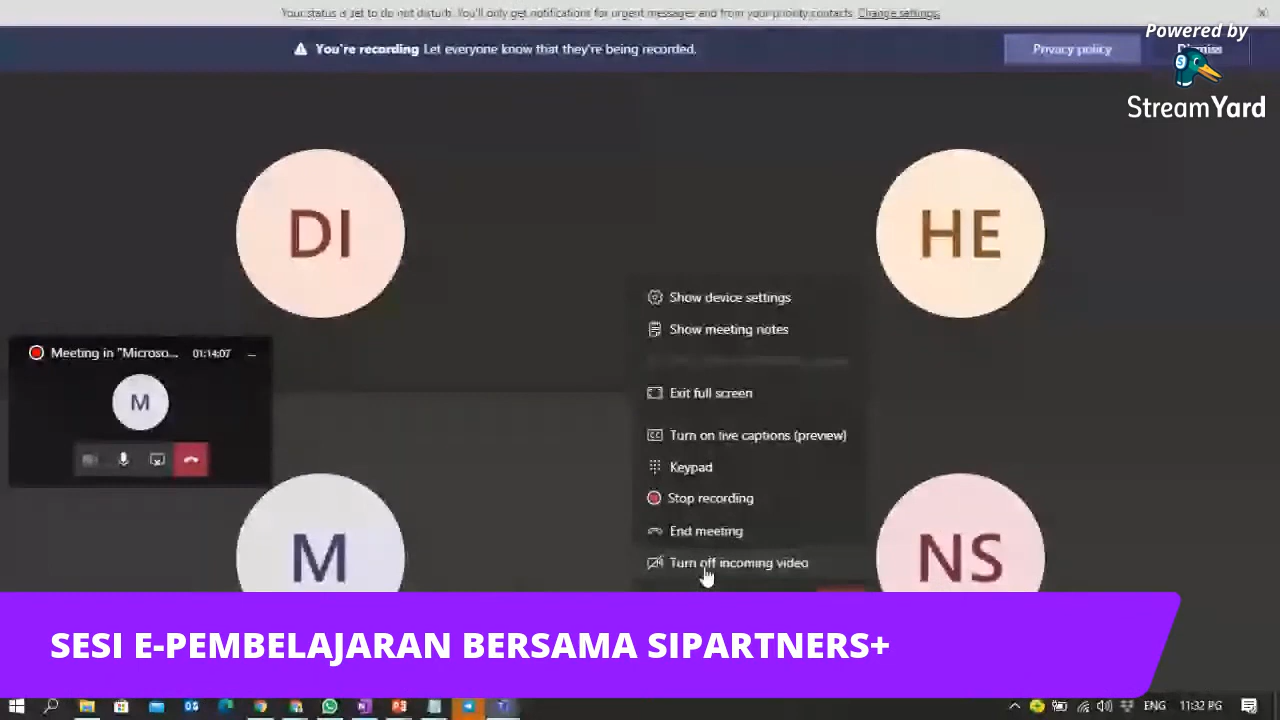 Your status is set to do not disturb. You'll only get notifications for urgent messages and from your priority contacts. Change settings.
You're recording Let everyone know that they're being recorded.
Privacy policy
Dismiss
Powered by
StreamYard
DI
HE
Show device settings
Show meeting notes
Meeting in "Microso...
01:14:07
M
Exit full screen
Turn on live captions (preview)
Keypad
Stop recording
End meeting
Turn off incoming video
M
NS
SESI E-PEMBELAJARAN BERSAMA SIPARTNERS+
ENG
11:32 PG